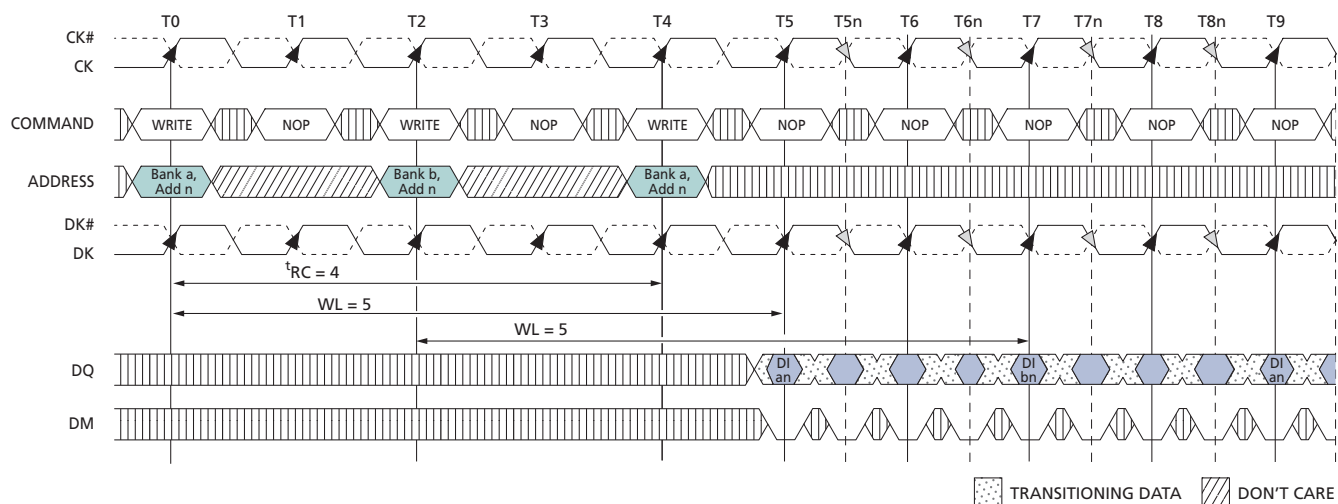 T0 T1 T2 T3 T4 T5 T5n T6 T6n T7 T7n T8 T8n T9
CK#
CK
COMMAND WRITE NOP WRITE NOP WRITE NOP NOP NOP NOP NOP
ADDRESS Bank a, Add n Bank b, Add n Bank a, Add n
DK#
DK
tRC = 4
WL = 5
WL = 5
DQ DI an DI bn DI an
DM
TRANSITIONING DATA DON'T CARE